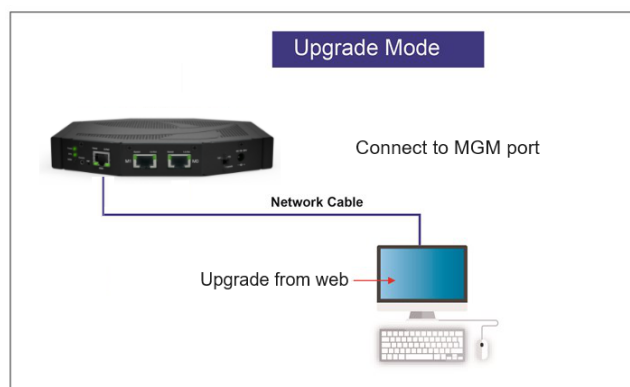 Upgrade Mode
Connect to MGM port
Network Cable
Upgrade from web